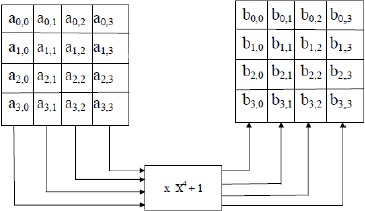 a0,0 a0,1 a0,2 a0,3 b0,0 b0,1 b0,2 b0,3
a1,0 a1,1 a1,2 a1,3 b1,0 b1,1 b1,2 b1,3
a2,0 a2,1 a2,2 a2,3 b2,0 b2,1 b2,2 b2,3
a3,0 a3,1 a3,2 a3,3 b3,0 b3,1 b3,2 b3,3
x X⁴+1